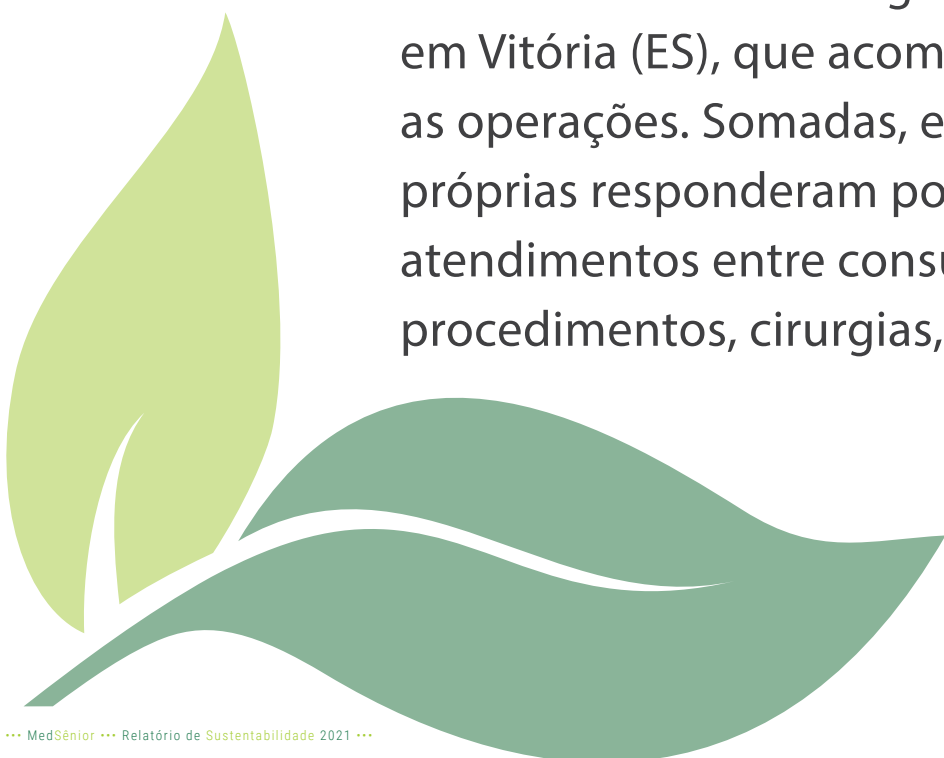 em Vitória (ES), que acom
as operações. Somadas, e
próprias responderam po
atendimentos entre consu
procedimentos, cirurgias,
••• MedSênior ••• Relatório de Sustentabilidade 2021 •••